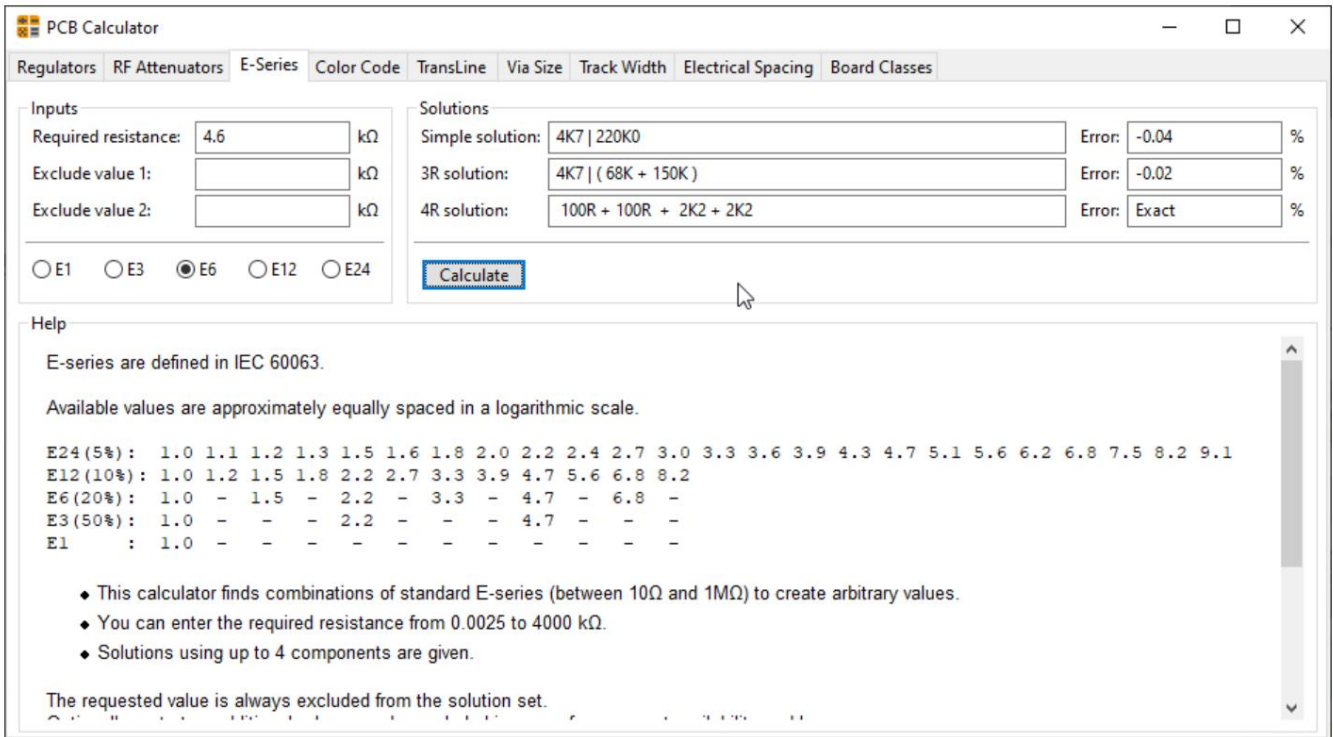 PCB Calculator
Regulators RF Attenuators E-Series Color Code TransLine Via Size Track Width Electrical Spacing Board Classes
Inputs
Required resistance: 4.6 kΩ
Exclude value 1: kΩ
Exclude value 2: kΩ
E1 E3 E6 E12 E24
Solutions
Simple solution: 4K7 | 220K0 Error: -0.04 %
3R solution: 4K7 | ( 68K + 150K ) Error: -0.02 %
4R solution: 100R + 100R + 2K2 + 2K2 Error: Exact %
Calculate
Help
E-series are defined in IEC 60063.
Available values are approximately equally spaced in a logarithmic scale.
E24(5%): 1.0 1.1 1.2 1.3 1.5 1.6 1.8 2.0 2.2 2.4 2.7 3.0 3.3 3.6 3.9 4.3 4.7 5.1 5.6 6.2 6.8 7.5 8.2 9.1
E12(10%): 1.0 1.2 1.5 1.8 2.2 2.7 3.3 3.9 4.7 5.6 6.8 8.2
E6(20%): 1.0 - 1.5 - 2.2 - 3.3 - 4.7 - 6.8 -
E3(50%): 1.0 - - - 2.2 - - - 4.7 - - -
E1 : 1.0 - - - - - - - - - - -
• This calculator finds combinations of standard E-series (between 10Ω and 1MΩ) to create arbitrary values.
• You can enter the required resistance from 0.0025 to 4000 kΩ.
• Solutions using up to 4 components are given.
The requested value is always excluded from the solution set.